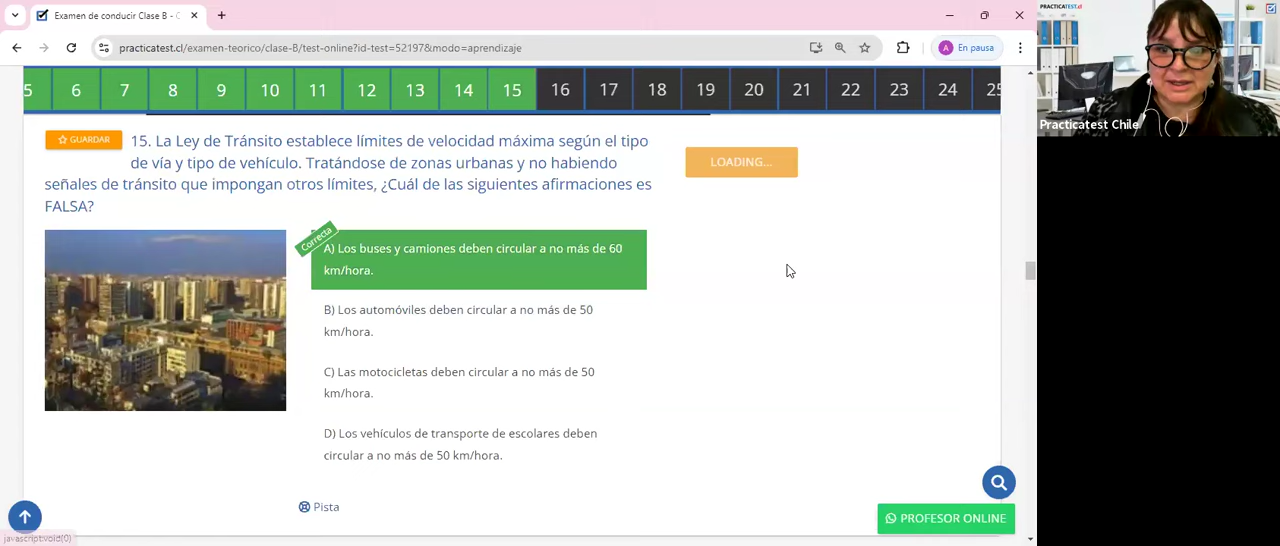 Examen de conducir Clase B - C
practicatest.cl/examen-teorico/clase-B/test-online?id-test=52197&modo=aprendizaje
A En pausa
5 6 7 8 9 10 11 12 13 14 15 16 17 18 19 20 21 22 23 24 25
GUARDAR
15. La Ley de Tránsito establece límites de velocidad máxima según el tipo
de vía y tipo de vehículo. Tratándose de zonas urbanas y no habiendo
señales de tránsito que impongan otros límites, ¿Cuál de las siguientes afirmaciones es
FALSA?
LOADING...
Correcta
A) Los buses y camiones deben circular a no más de 60
km/hora.
B) Los automóviles deben circular a no más de 50
km/hora.
C) Las motocicletas deben circular a no más de 50
km/hora.
D) Los vehículos de transporte de escolares deben
circular a no más de 50 km/hora.
Pista
PROFESOR ONLINE
javascript:void(0)
PRACTICATEST.cl
Practicatest Chile